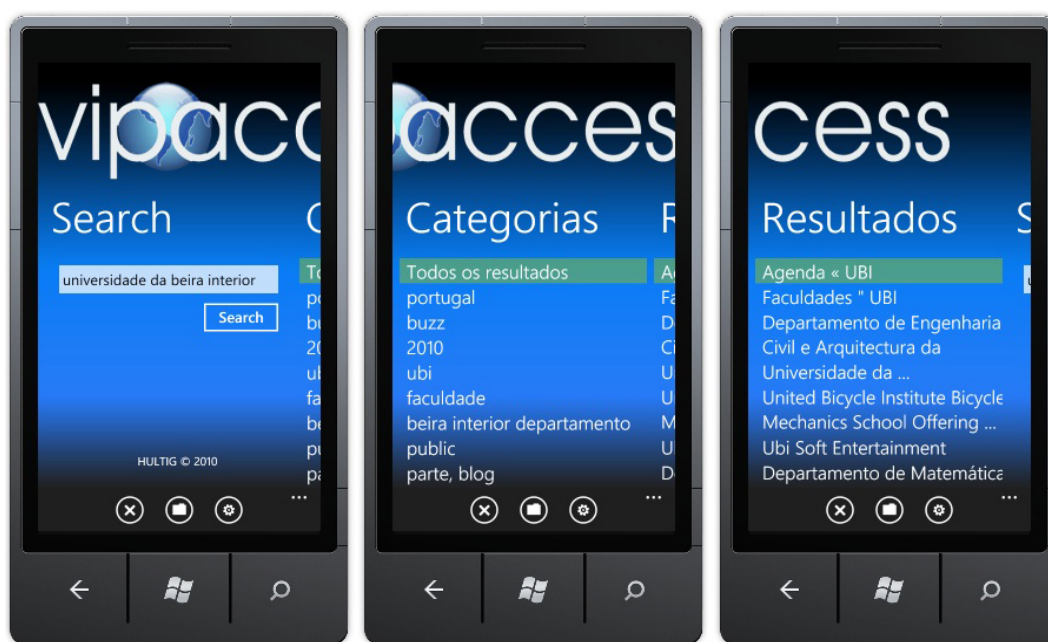 vipacc
Search
universidade da beira interior
Search
HULTIG © 2010
...
pacces
Categorias
Todos os resultados
portugal
buzz
2010
ubi
faculdade
beira interior departamento
public
parte, blog
...
cess
Resultados
Agenda « UBI
Faculdades " UBI
Departamento de Engenharia
Civil e Arquitectura da
Universidade da ...
United Bicycle Institute Bicycle
Mechanics School Offering ...
Ubi Soft Entertainment
Departamento de Matemática
...